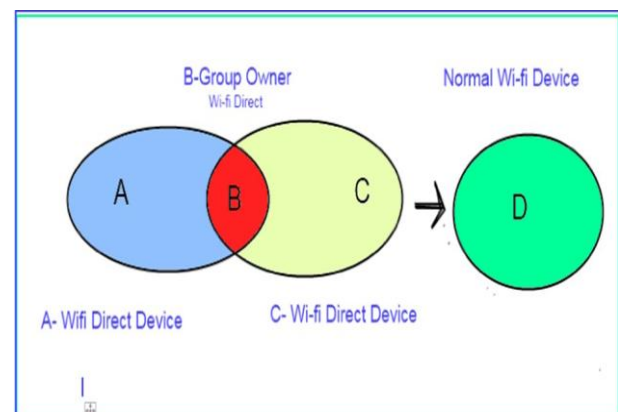 B-Group Owner
Wi-fi Direct
Normal Wi-fi Device
A
B
C
D
A- Wifi Direct Device
C- Wi-fi Direct Device